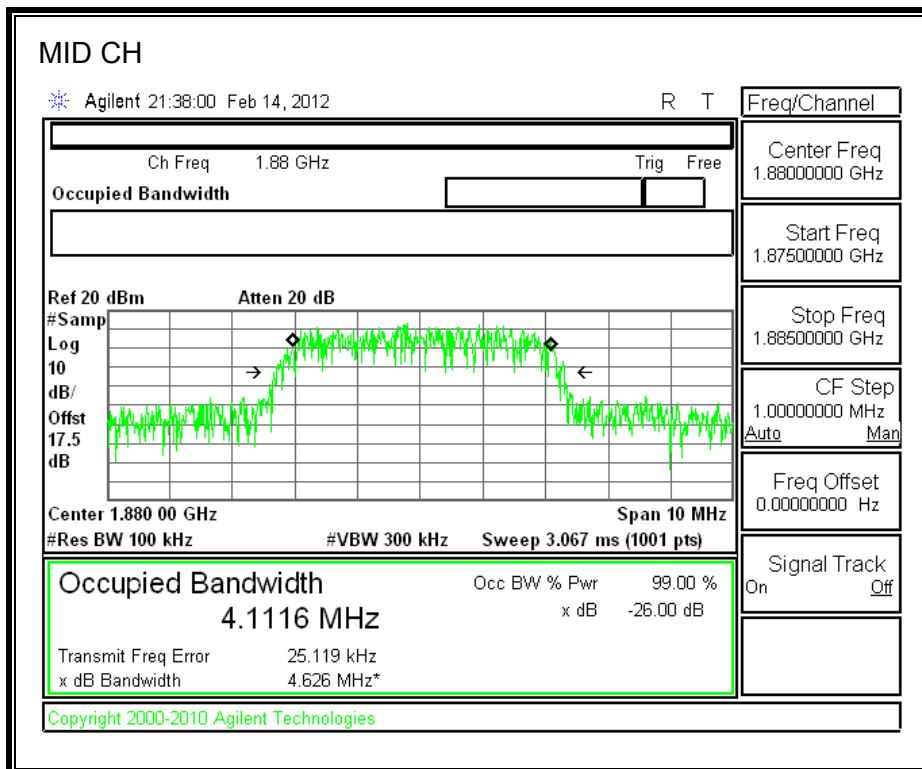 MID CH
Agilent 21:38:00 Feb 14, 2012 R T
Freq/Channel
Ch Freq 1.88 GHz Trig Free
Occupied Bandwidth
Center Freq
1.88000000 GHz
Start Freq
1.87500000 GHz
Stop Freq
1.88500000 GHz
CF Step
1.00000000 MHz
Auto Man
Freq Offset
0.00000000 Hz
Signal Track
On Off
Ref 20 dBm Atten 20 dB
#Samp
Log
10
dB/
Offst
17.5
dB
Center 1.880 00 GHz Span 10 MHz
#Res BW 100 kHz #VBW 300 kHz Sweep 3.067 ms (1001 pts)
Occupied Bandwidth Occ BW % Pwr 99.00 %
4.1116 MHz x dB -26.00 dB
Transmit Freq Error 25.119 kHz
x dB Bandwidth 4.626 MHz*
Copyright 2000-2010 Agilent Technologies